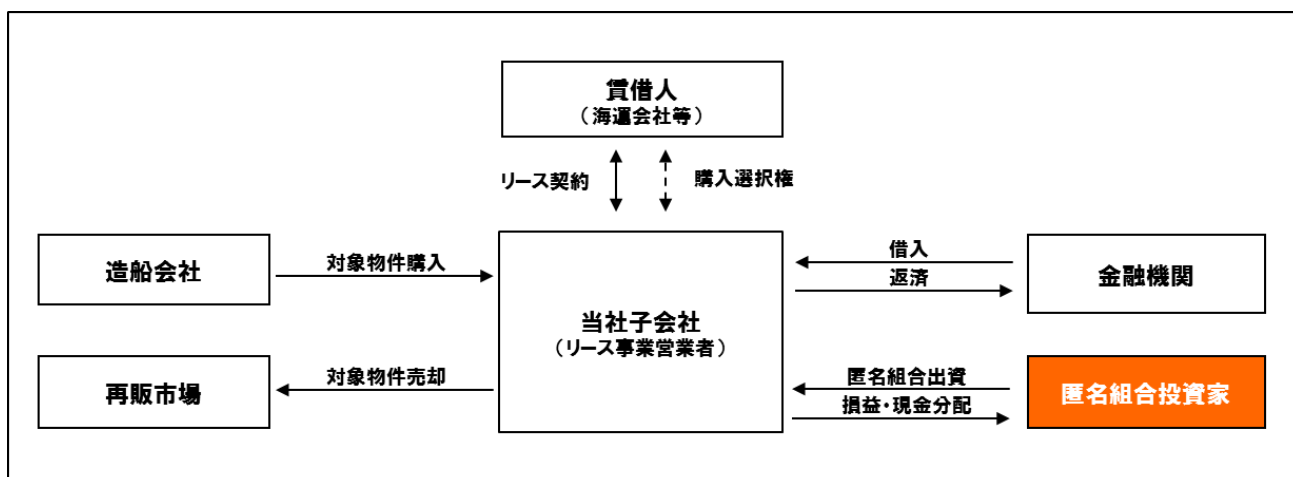 賃借人
(海運会社等)
リース契約
購入選択権
造船会社
対象物件購入
当社子会社
(リース事業営業者)
借入
返済
金融機関
再販市場
対象物件売却
匿名組合出資
損益・現金分配
匿名組合投資家